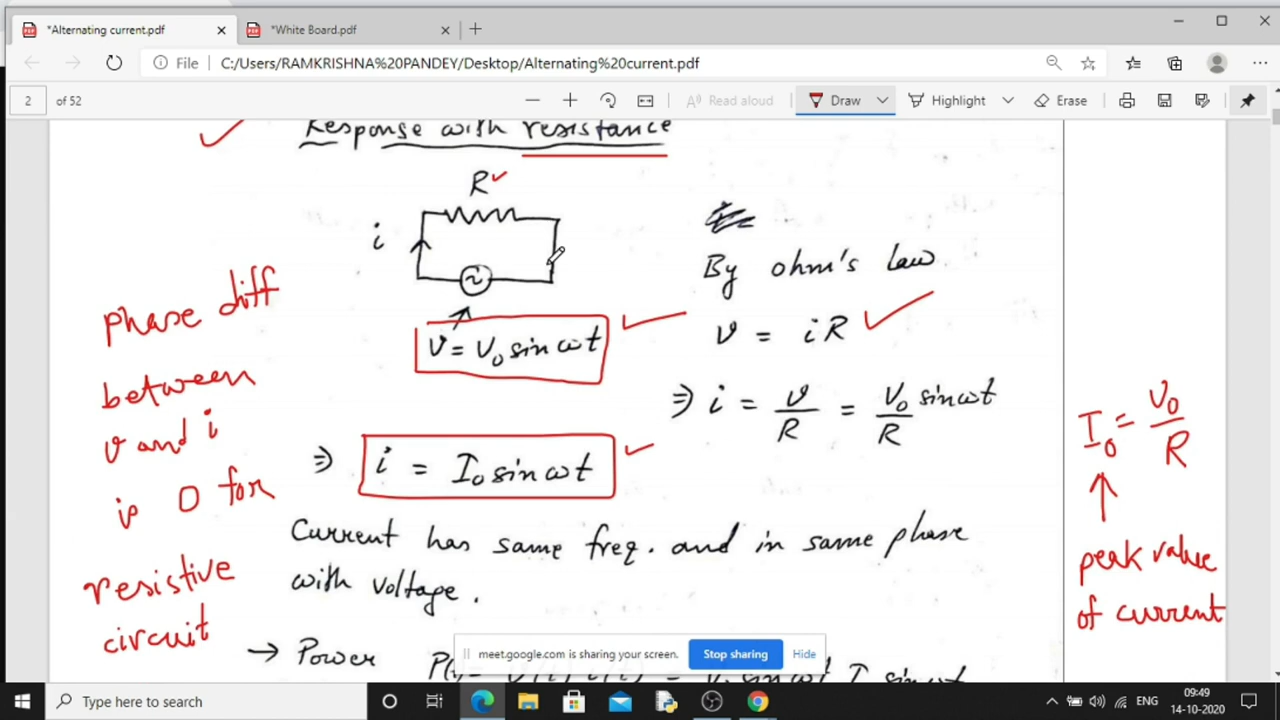 *Alternating current.pdf
*White Board.pdf
File
C:/Users/RAMKRISHNA%20PANDEY/Desktop/Alternating%20current.pdf
2 of 52
Read aloud
Draw
Highlight
Erase
Response with resistance
R
i
By ohm's law
v = iR
v = V₀ sin ωt
⇒ i = v/R = V₀/R sin ωt
⇒ i = I₀ sin ωt
Current has same freq. and in same phase
with voltage.
→ Power
phase diff
between
v and i
is 0 for
resistive
circuit
I₀ = V₀/R
peak value
of current
meet.google.com is sharing your screen.
Stop sharing
Hide
Type here to search
ENG
09:49
14-10-2020